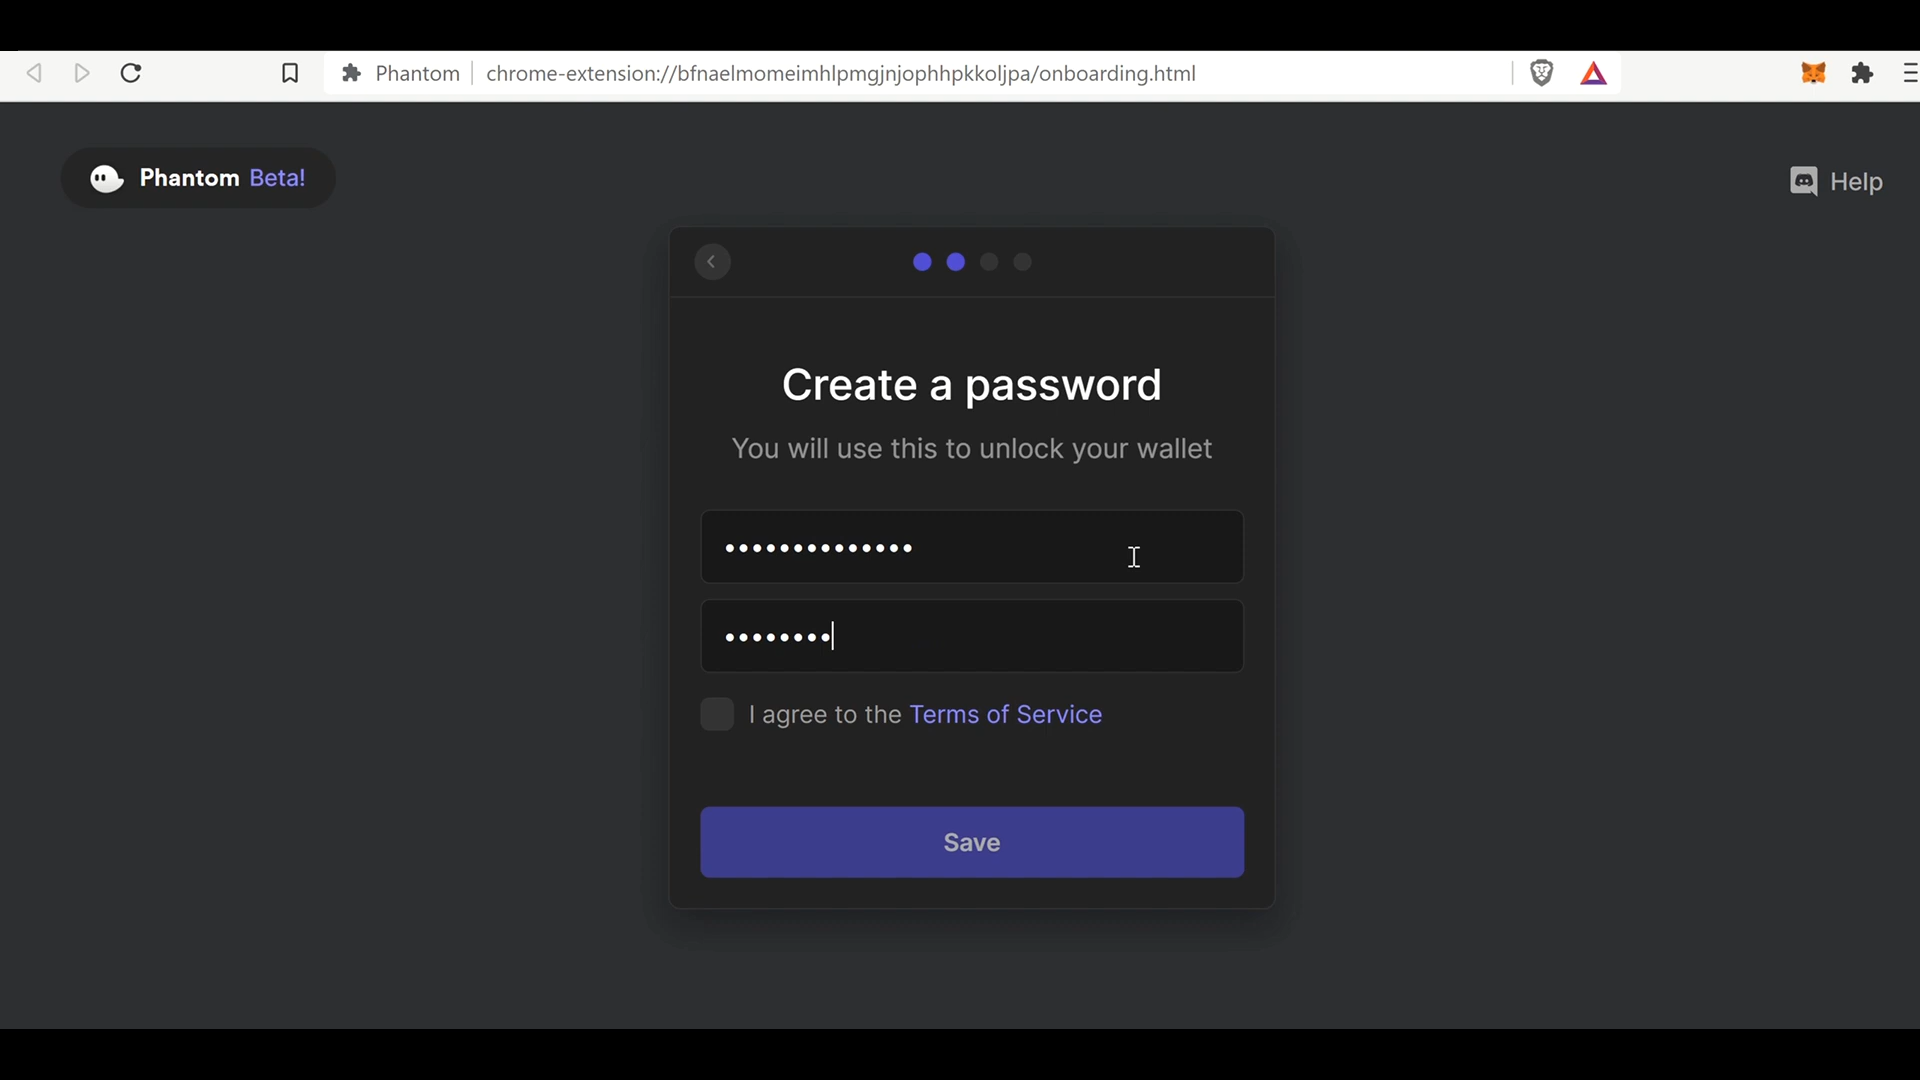 Phantom chrome-extension://bfnaelmomeimhlpmgjnjophhpkkoljpa/onboarding.html
Phantom Beta!
Help
Create a password
You will use this to unlock your wallet
••••••••••••••
••••••••
I agree to the Terms of Service
Save